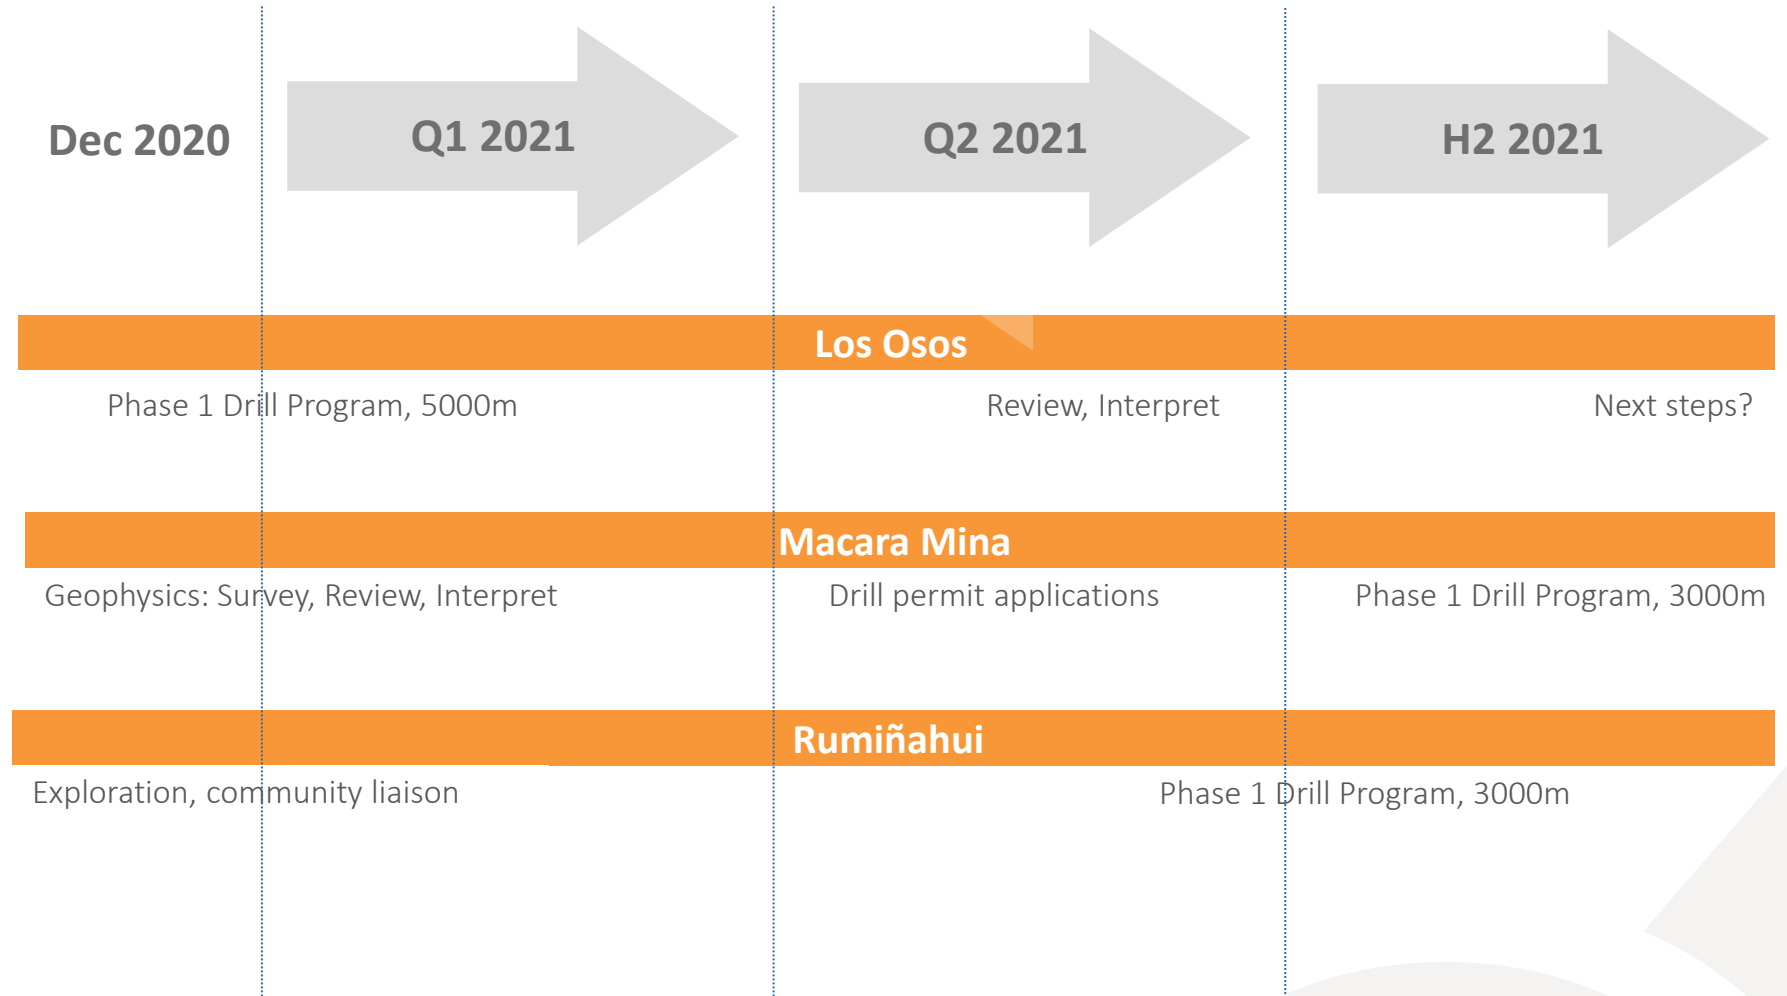 Dec 2020
Q1 2021
Q2 2021
H2 2021
Los Osos
Phase 1 Drill Program, 5000m
Review, Interpret
Next steps?
Macara Mina
Geophysics: Survey, Review, Interpret
Drill permit applications
Phase 1 Drill Program, 3000m
Rumiñahui
Exploration, community liaison
Phase 1 Drill Program, 3000m